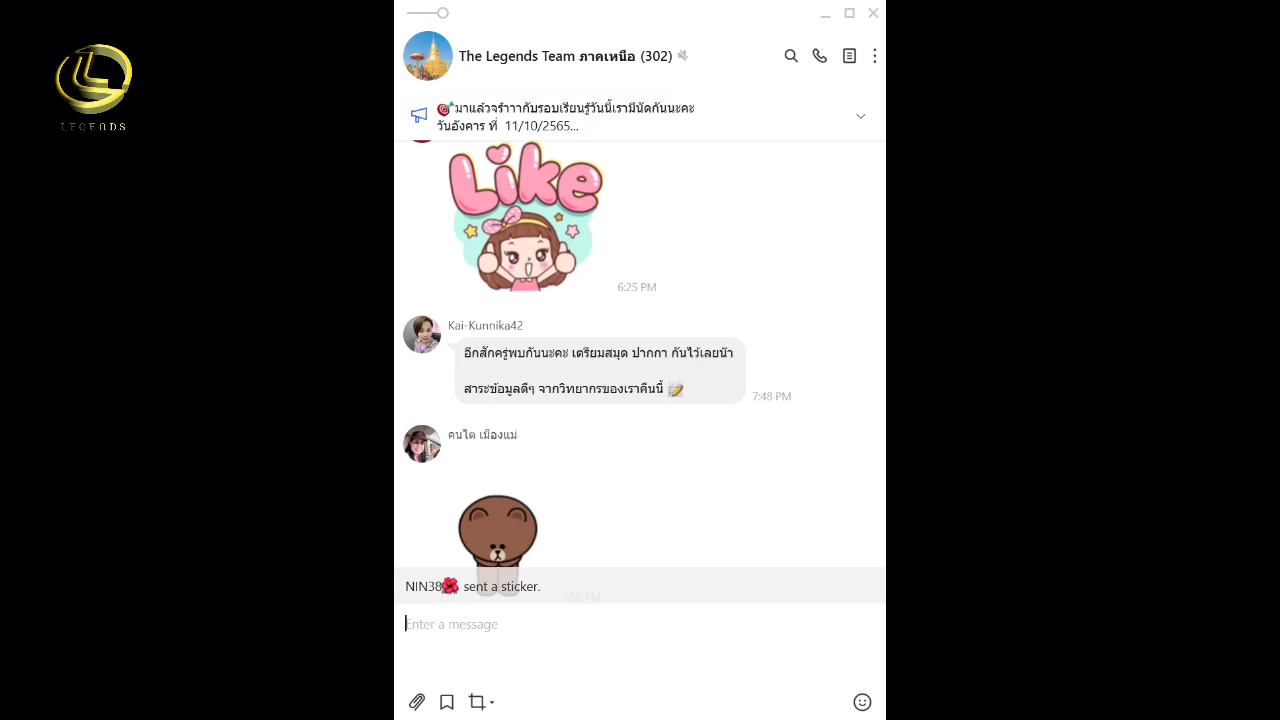 LEGENDS
The Legends Team ภาคเหนือ (302)
มาแล้วจร้าาากับรอบเรียนรู้วันนี้เรามีนัดกันนะคะ
วันอังคาร ที่ 11/10/2565...
Like
6:25 PM
Kai-Kunnika42
อีกสักครู่พบกันนะคะ เตรียมสมุด ปากกา กันไว้เลยน๊า
สาระข้อมูลดีๆ จากวิทยากรของเราคืนนี้ 📝
7:48 PM
คนไต เมืองแม่
NIN38🌺 sent a sticker.
7:50 PM
Enter a message